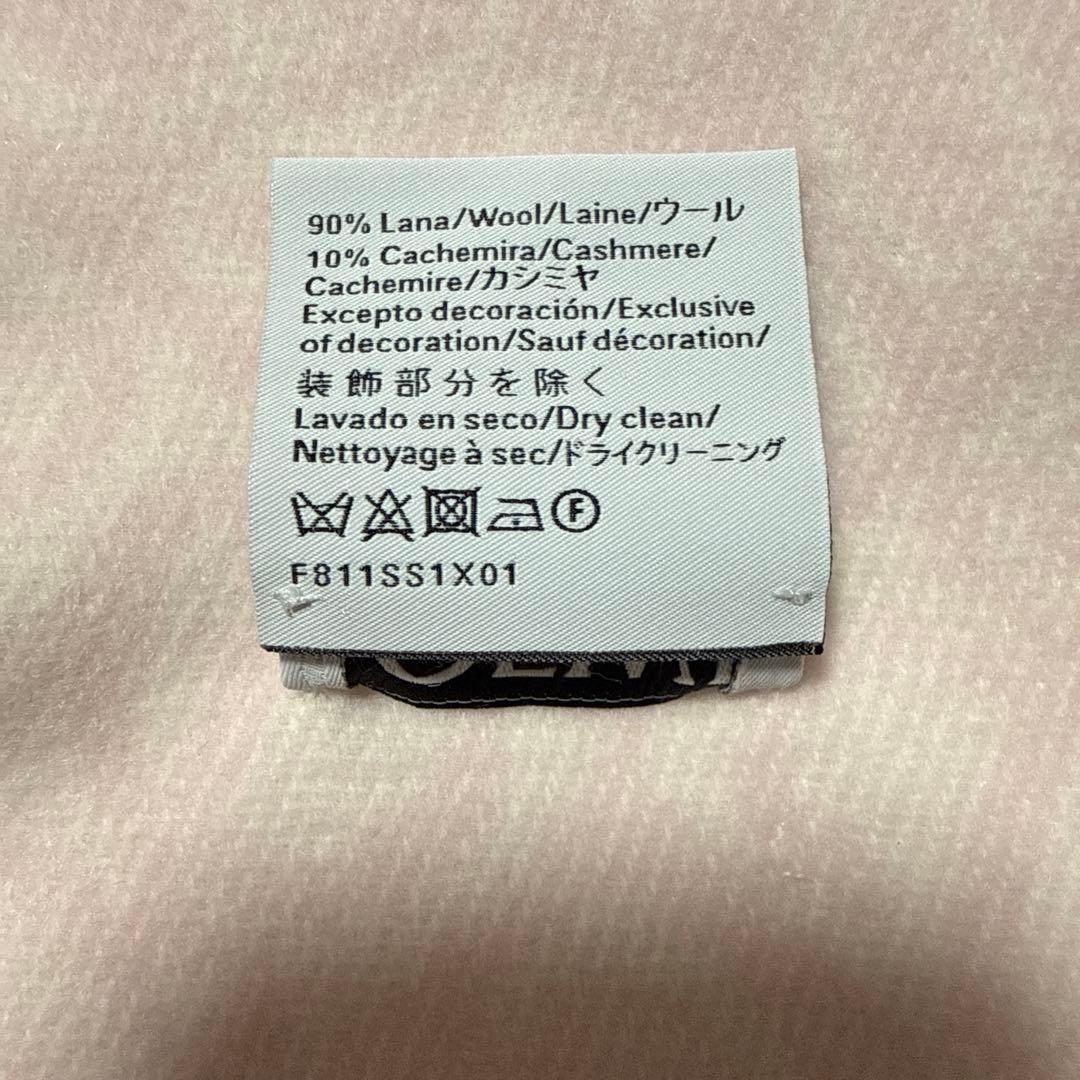 90% Lana/Wool/Laine/ウール
10% Cachemira/Cashmere/
Cachemire/カシミヤ
Excepto decoración/Exclusive
of decoration/Sauf décoration/
装飾部分を除く
Lavado en seco/Dry clean/
Nettoyage à sec/ドライクリーニング
F
F811SS1X01